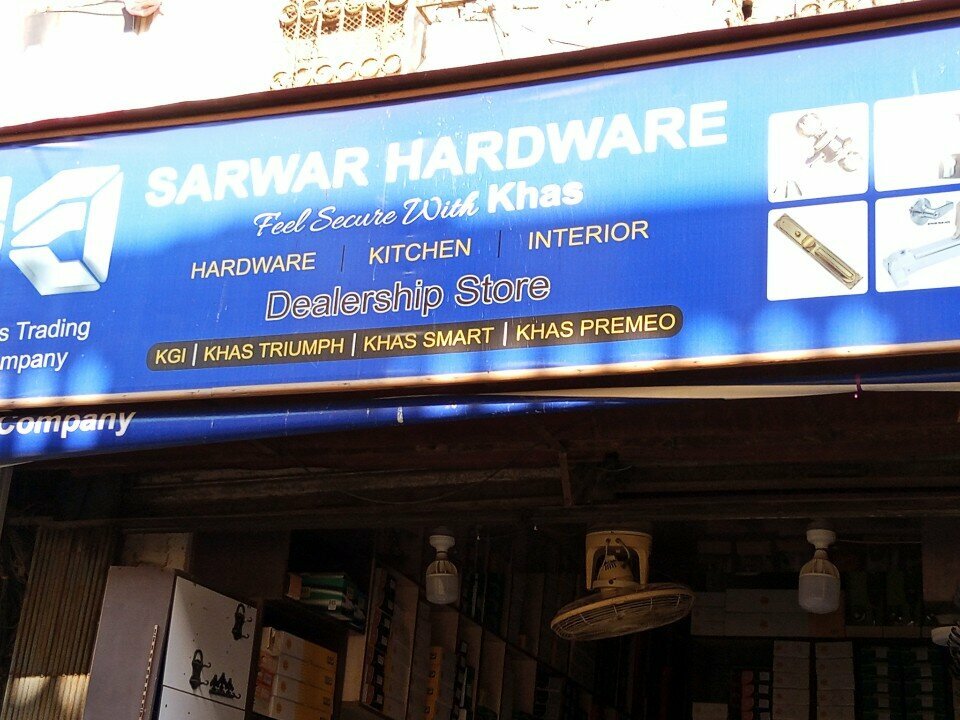 SARWAR HARDWARE
Feel Secure With Khas
HARDWARE | KITCHEN | INTERIOR
Dealership Store
KGI | KHAS TRIUMPH | KHAS SMART | KHAS PREMEO
Trading
Company